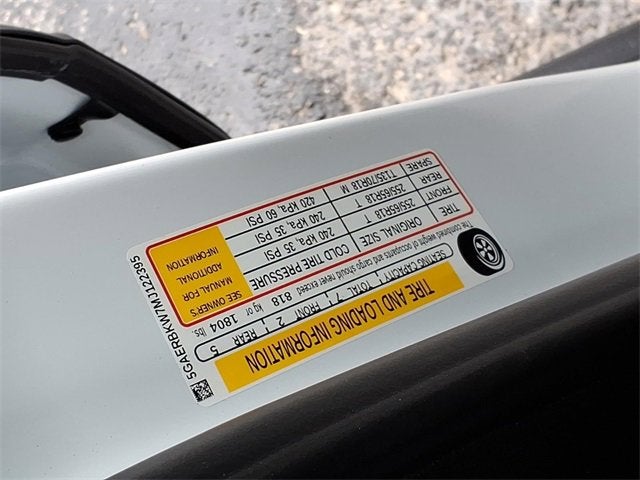 TIRE AND LOADING INFORMATION
SEATING CAPACITY | TOTAL 7 | FRONT 2 | REAR 5
The combined weight of occupants and cargo should never exceed 818 kg or 1804 lbs.
TIRE ORIGINAL SIZE COLD TIRE PRESSURE
FRONT 255/65R18 T 240 kPa, 35 PSI
REAR 255/65R18 T 240 kPa, 35 PSI
SPARE T135/70R18 M 420 kPa, 60 PSI
SEE OWNER'S
MANUAL FOR
ADDITIONAL
INFORMATION
5GAERBKW7MJ122395